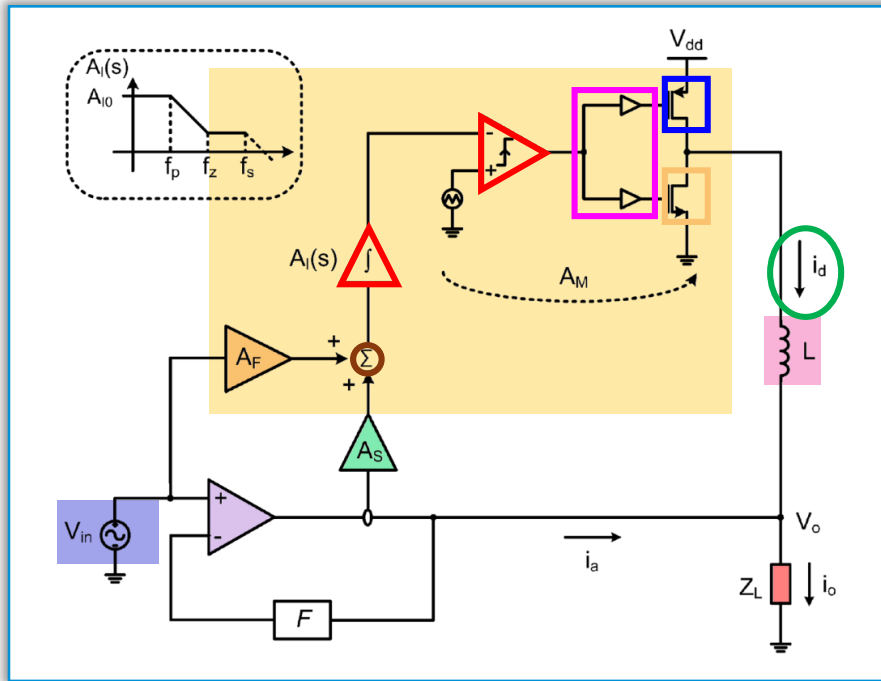 V_dd
A_I(s)
A_I0
f_p f_z f_s
-
+
A_I(s)
∫
A_M
i_d
L
A_F
+
Σ
+
A_S
V_in
+
-
V_o
i_a
F
Z_L
i_o